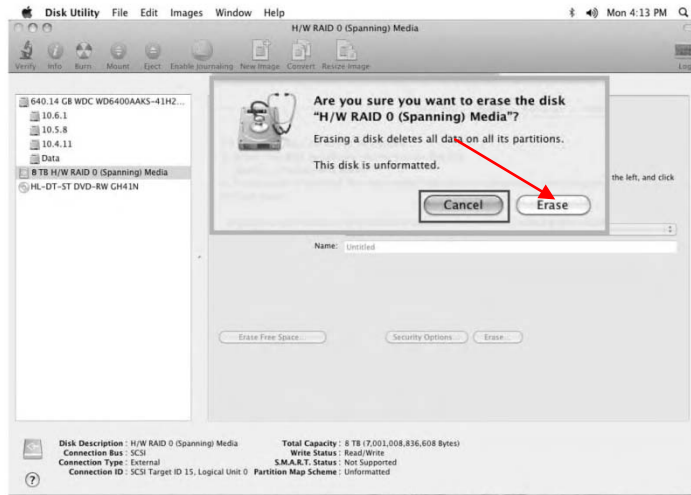 Disk Utility File Edit Images Window Help Mon 4:13 PM
H/W RAID 0 (Spanning) Media
Verify Info Burn Mount Eject Enable Journaling New Image Convert Resize Image Log
640.14 GB WDC WD6400AAKS-41H2...
10.6.1
10.5.8
10.4.11
Data
8 TB H/W RAID 0 (Spanning) Media
HL-DT-ST DVD-RW GH41N
Are you sure you want to erase the disk
“H/W RAID 0 (Spanning) Media”?
Erasing a disk deletes all data on all its partitions.
This disk is unformatted.
Cancel Erase
the left, and click
Name: Untitled
Erase Free Space... Security Options... Erase...
Disk Description : H/W RAID 0 (Spanning) Media Total Capacity : 8 TB (7,001,008,836,608 Bytes)
Connection Bus : SCSI Write Status : Read/Write
Connection Type : External S.M.A.R.T. Status : Not Supported
Connection ID : SCSI Target ID 15, Logical Unit 0 Partition Map Scheme : Unformatted
?